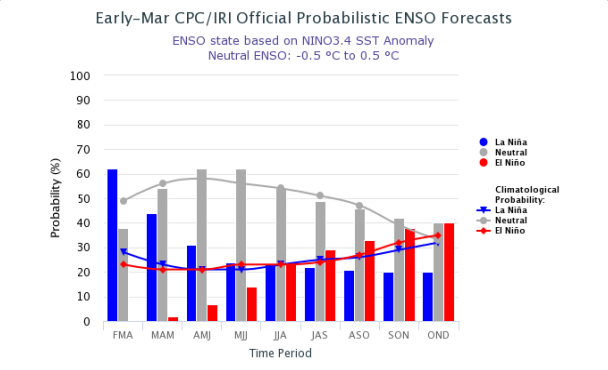 Early-Mar CPC/IRI Official Probabilistic ENSO Forecasts
ENSO state based on NINO3.4 SST Anomaly
Neutral ENSO: -0.5 ºC to 0.5 ºC
Probability (%)
100
90
80
70
60
50
40
30
20
10
0
FMA MAM AMJ MJJ JJA JAS ASO SON OND
Time Period
La Niña
Neutral
El Niño
Climatological
Probability:
La Niña
Neutral
El Niño